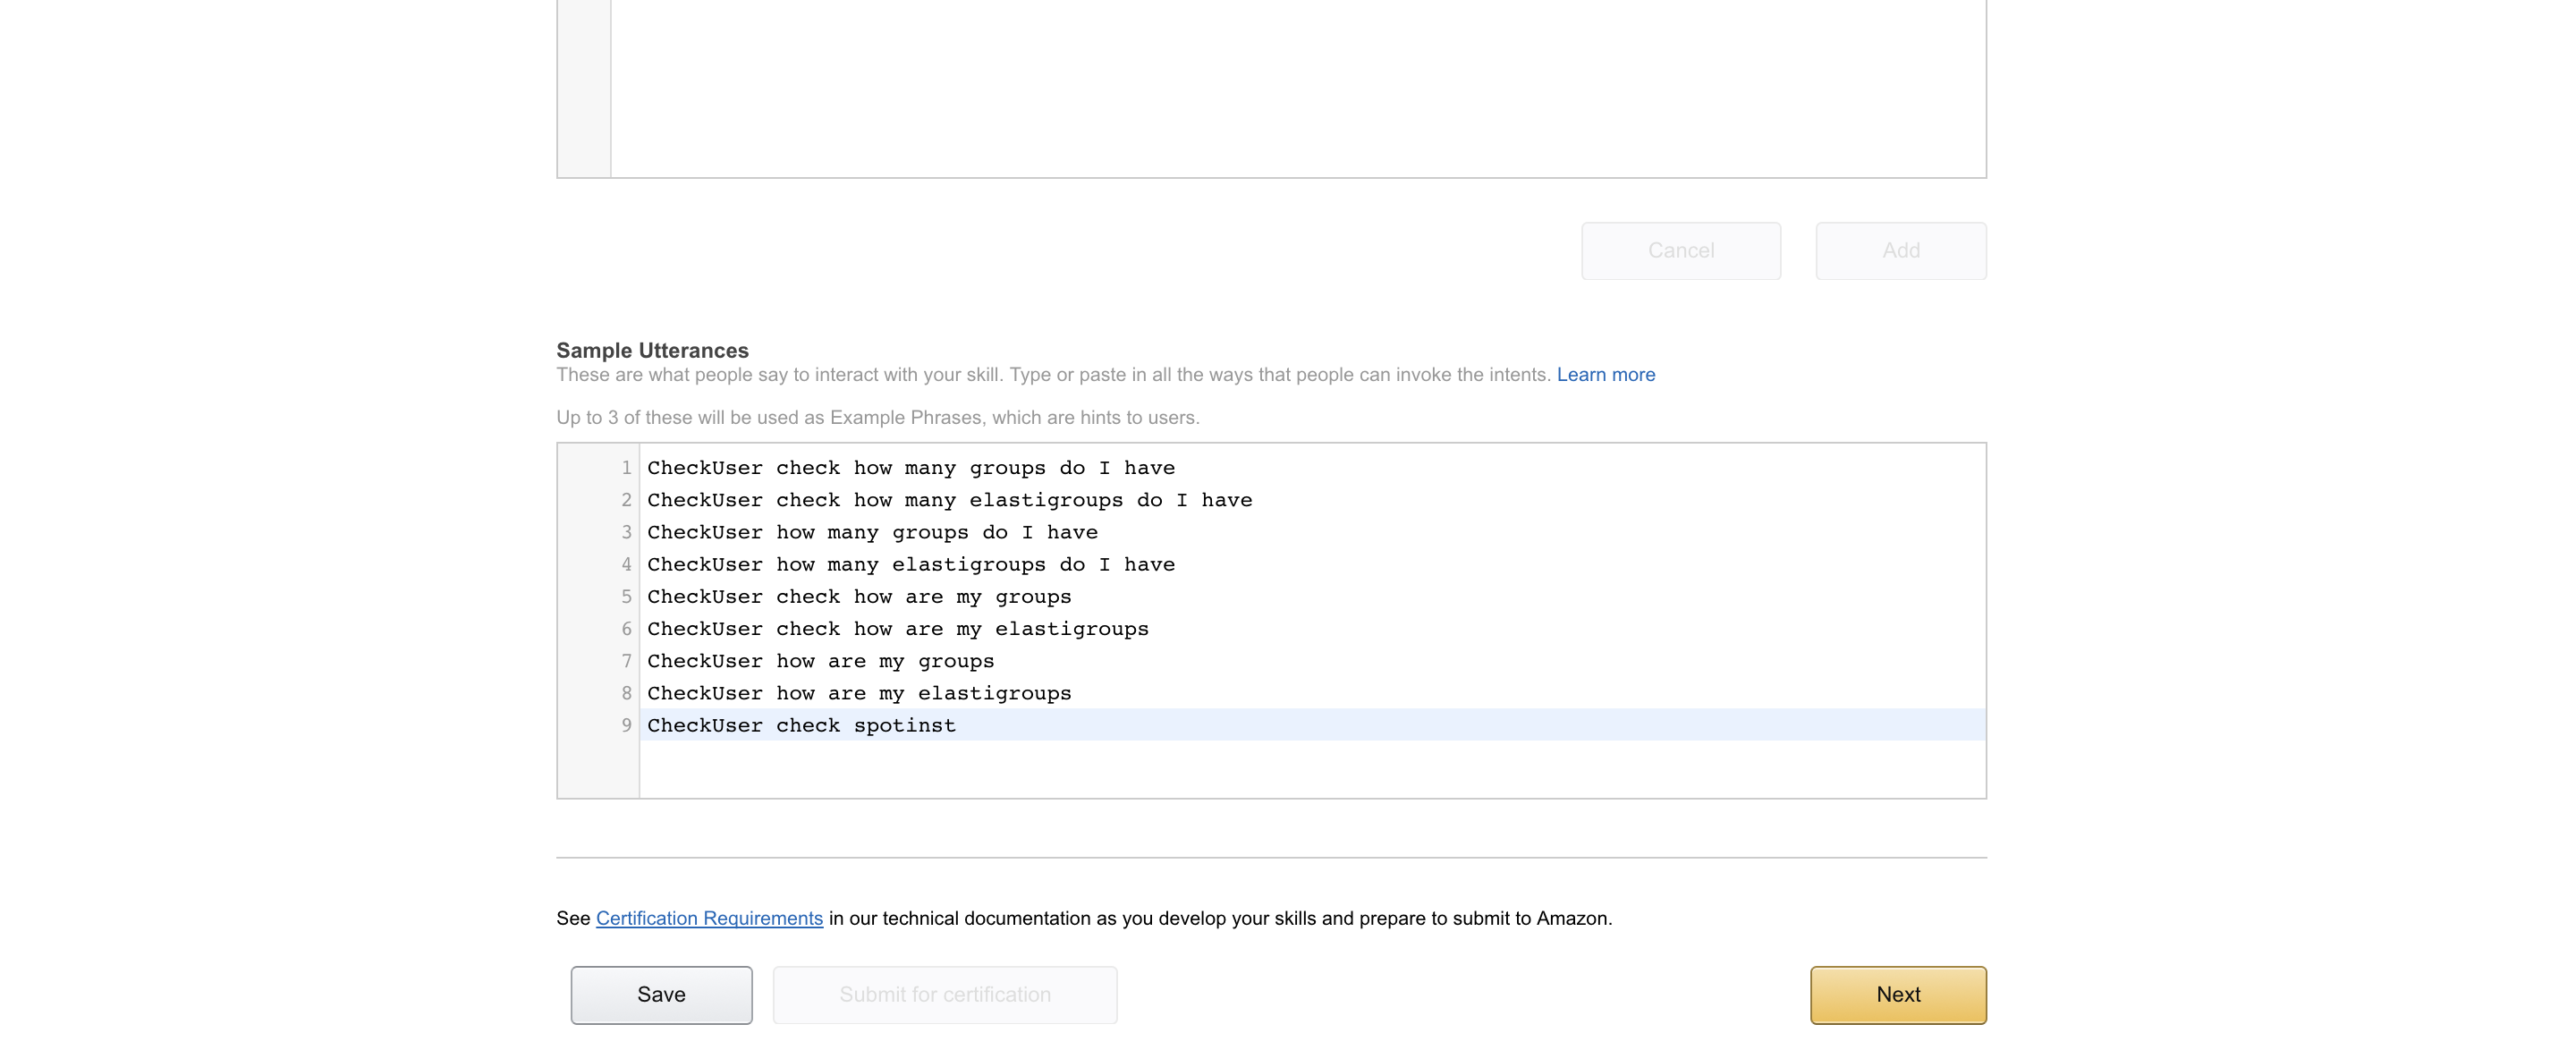 Cancel
Add
Sample Utterances
These are what people say to interact with your skill. Type or paste in all the ways that people can invoke the intents. Learn more
Up to 3 of these will be used as Example Phrases, which are hints to users.
1 CheckUser check how many groups do I have
2 CheckUser check how many elastigroups do I have
3 CheckUser how many groups do I have
4 CheckUser how many elastigroups do I have
5 CheckUser check how are my groups
6 CheckUser check how are my elastigroups
7 CheckUser how are my groups
8 CheckUser how are my elastigroups
9 CheckUser check spotinst
See Certification Requirements in our technical documentation as you develop your skills and prepare to submit to Amazon.
Save
Submit for certification
Next